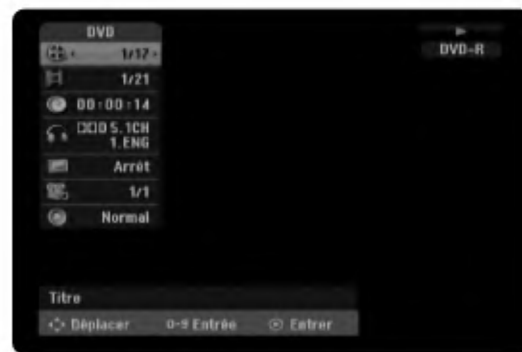 DVD
DVD-R
1/17
1/21
00:00:14
5.1CH
1.ENG
Arrêt
1/1
Normal
Titre
Déplacer 0-9 Entrée Entrer